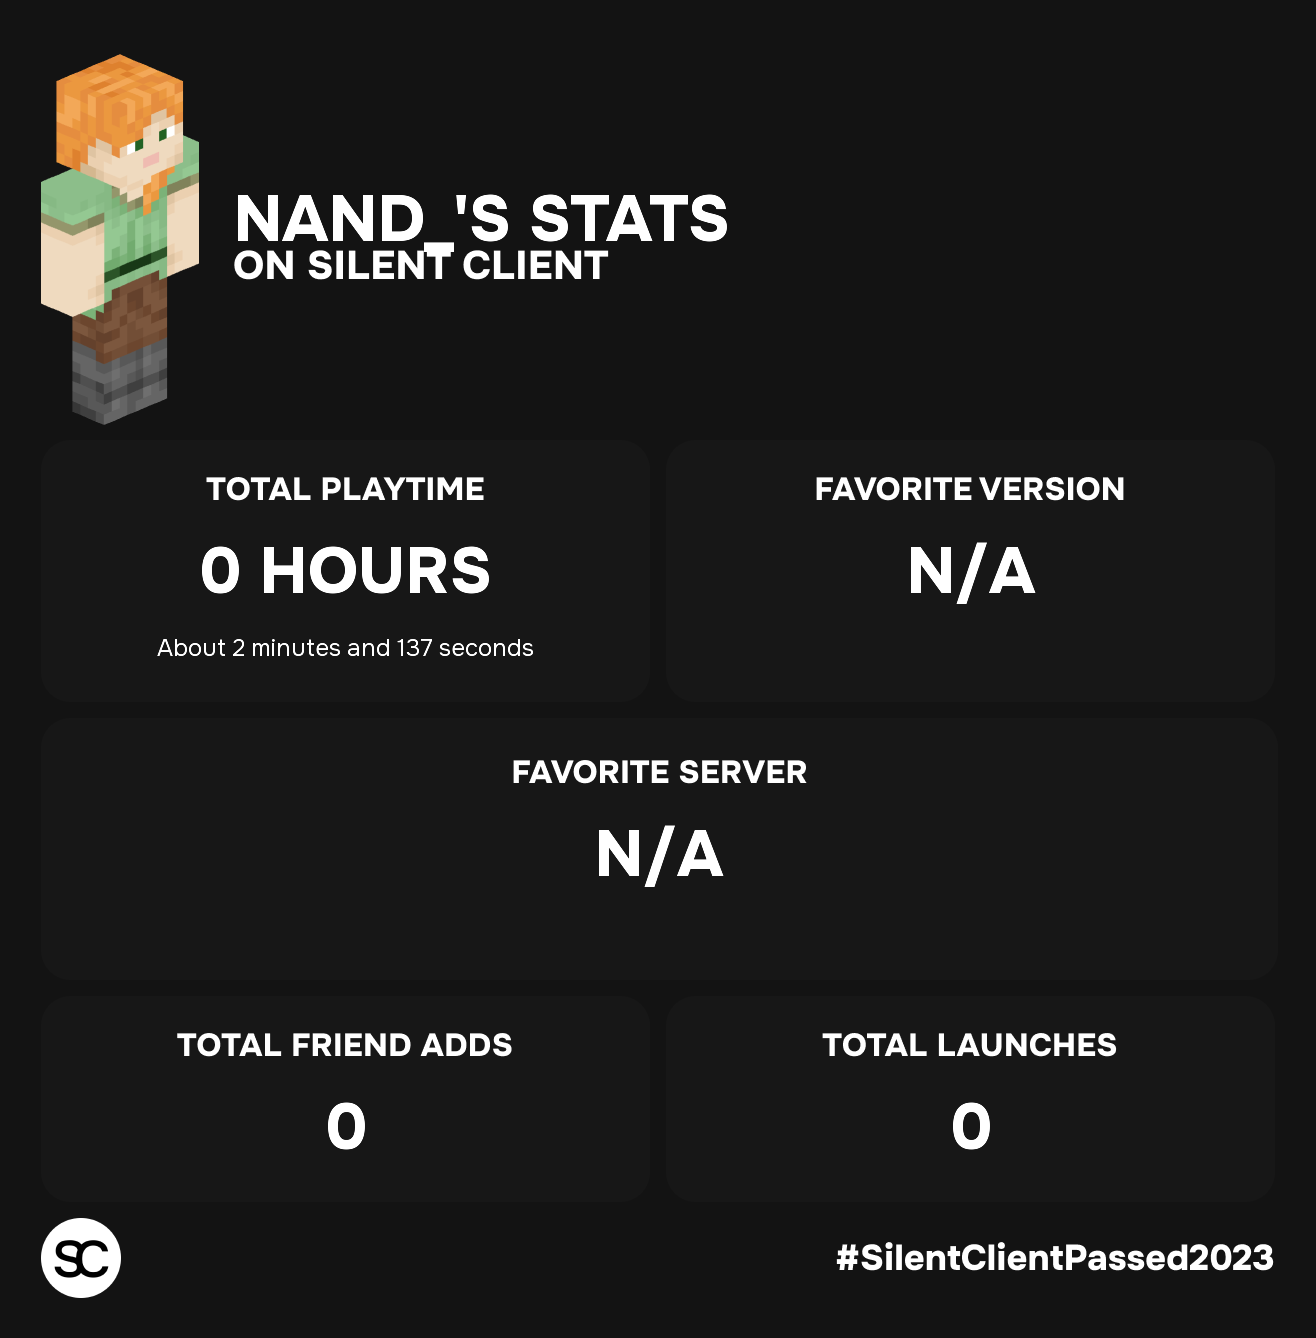 NAND_'S STATS
ON SILENT CLIENT
TOTAL PLAYTIME
0 HOURS
About 2 minutes and 137 seconds
FAVORITE VERSION
N/A
FAVORITE SERVER
N/A
TOTAL FRIEND ADDS
0
TOTAL LAUNCHES
0
SC
#SilentClientPassed2023